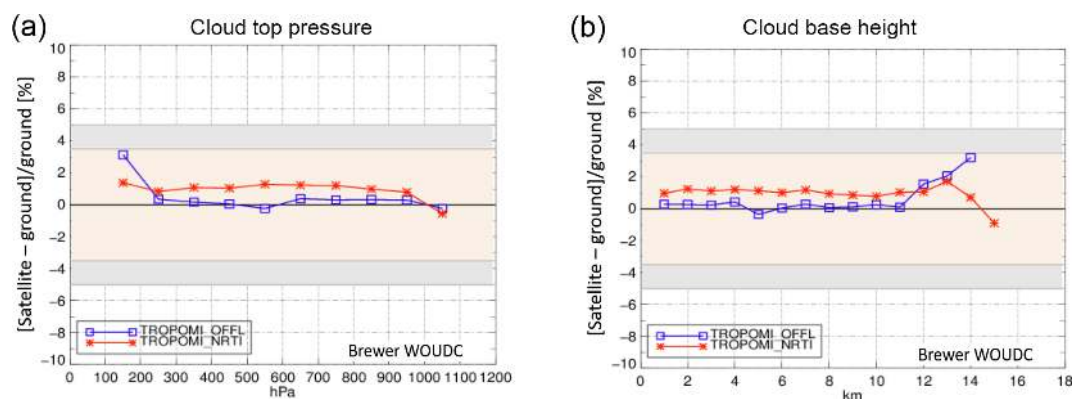 (a)
Cloud top pressure
[Satellite – ground]/ground [%]
10
8
6
4
2
0
−2
−4
−6
−8
−10
TROPOMI_OFFL
TROPOMI_NRTI
Brewer WOUDC
0 100 200 300 400 500 600 700 800 900 1000 1100 1200
hPa
(b)
Cloud base height
[Satellite – ground]/ground [%]
10
8
6
4
2
0
−2
−4
−6
−8
−10
TROPOMI_OFFL
TROPOMI_NRTI
Brewer WOUDC
0 2 4 6 8 10 12 14 16 18
km